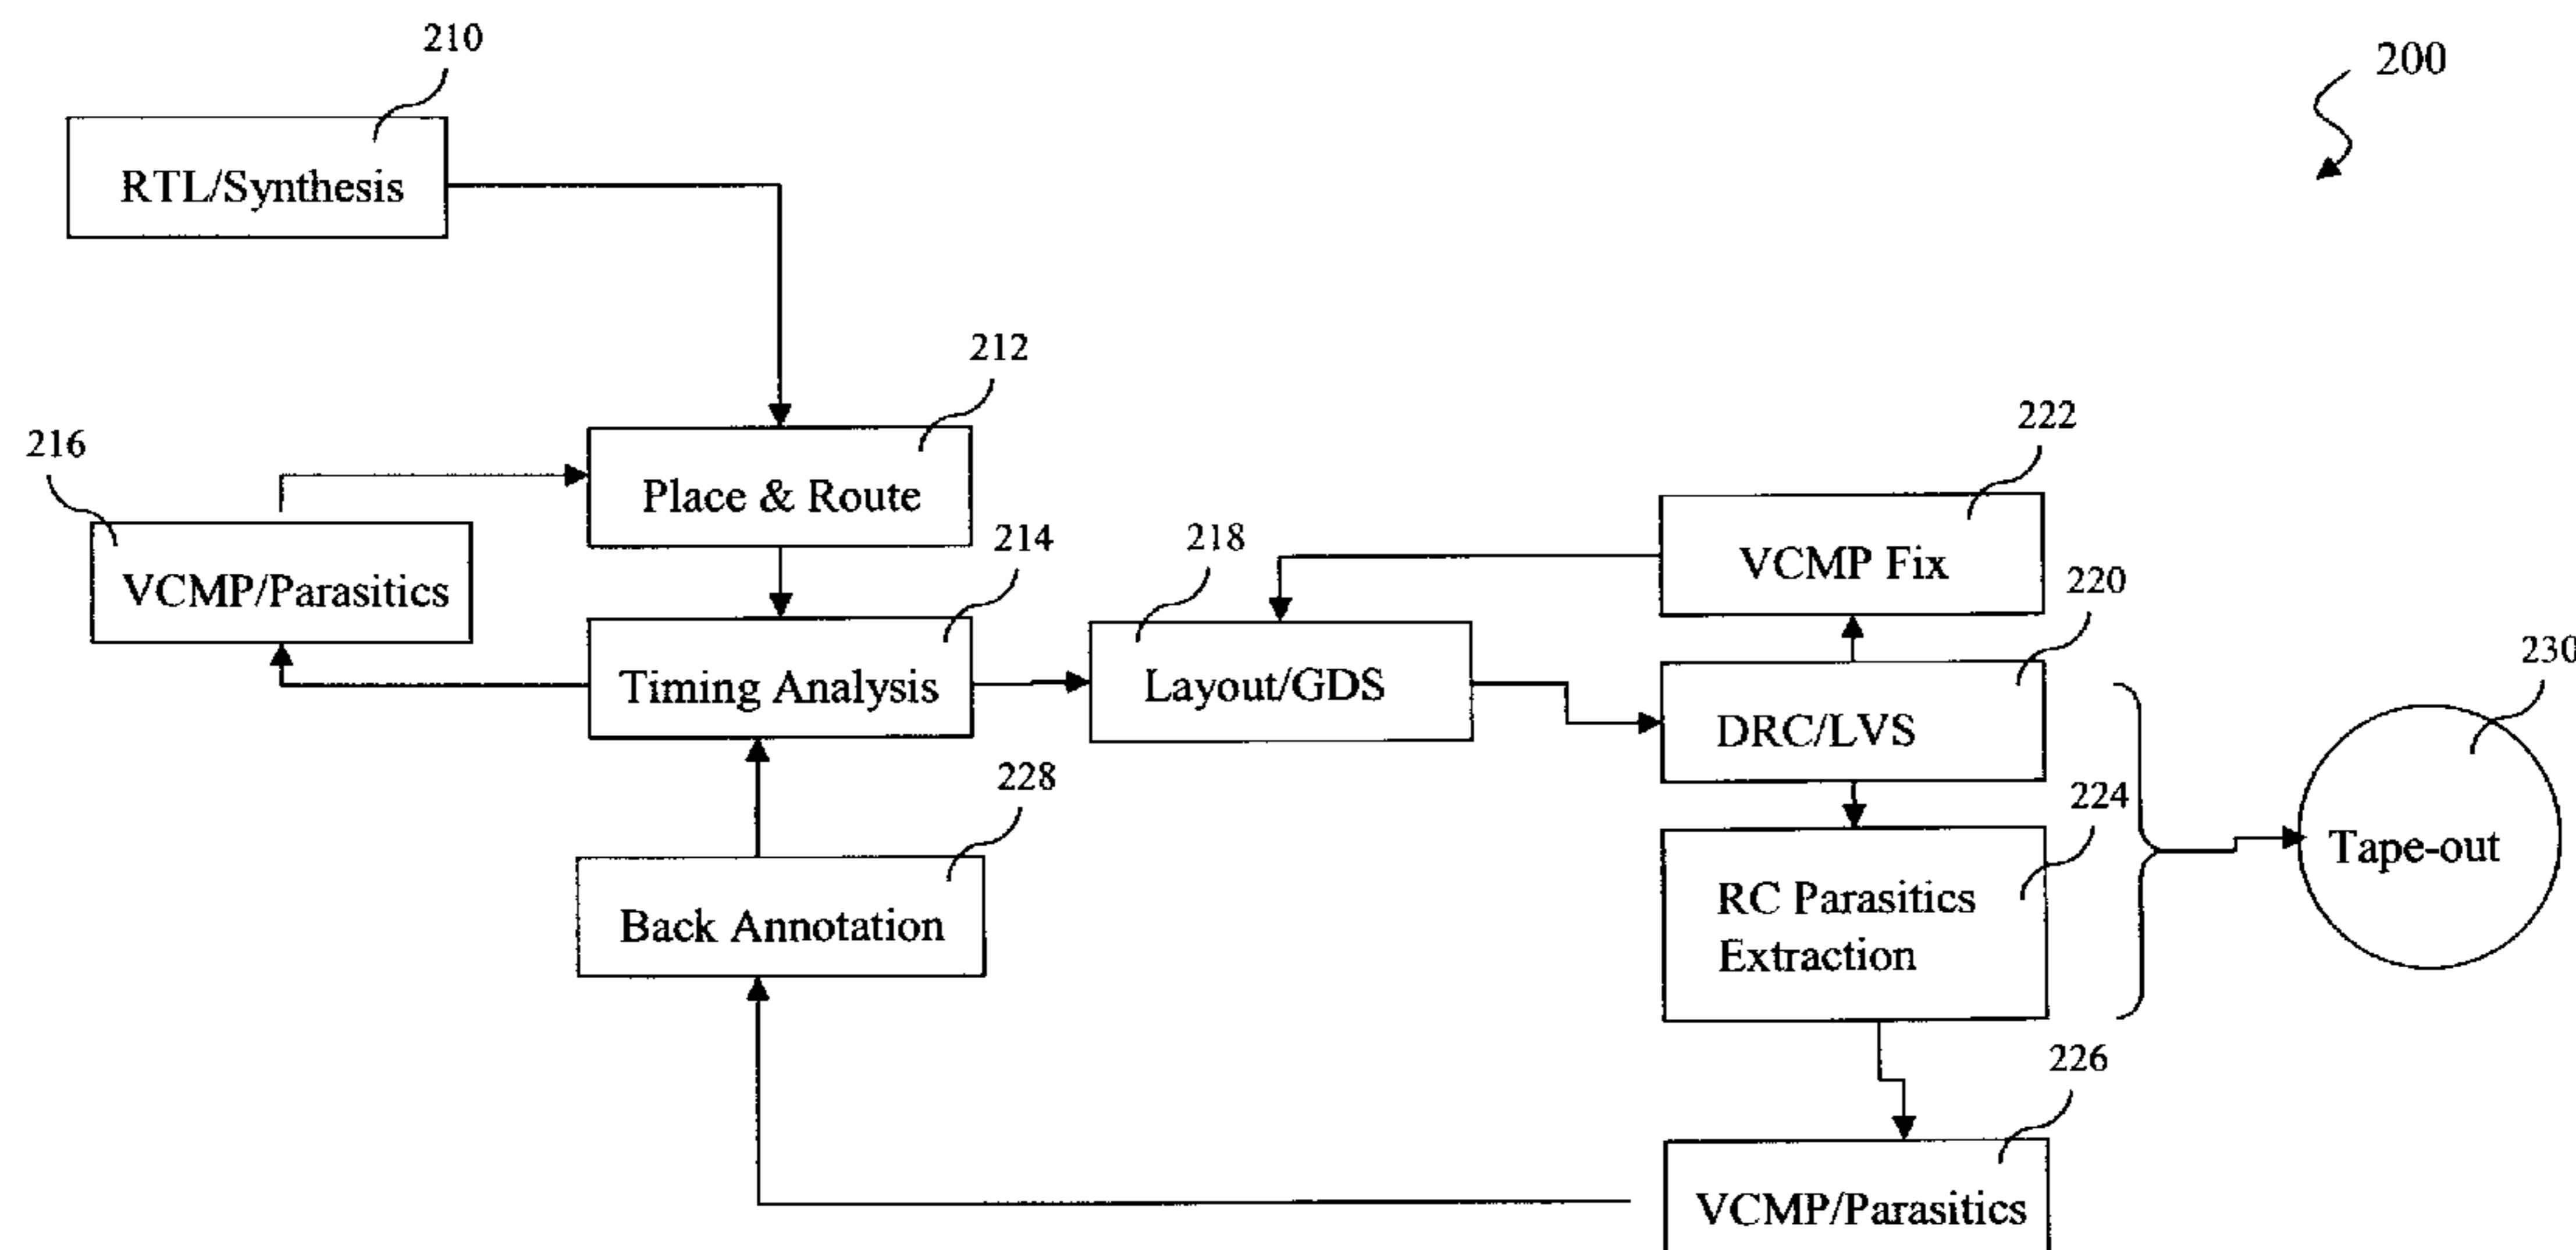 210
200
RTL/Synthesis
212
Place & Route
216
VCMP/Parasitics
214
Timing Analysis
218
Layout/GDS
222
VCMP Fix
220
DRC/LVS
230
Tape-out
228
Back Annotation
224
RC Parasitics
Extraction
226
VCMP/Parasitics